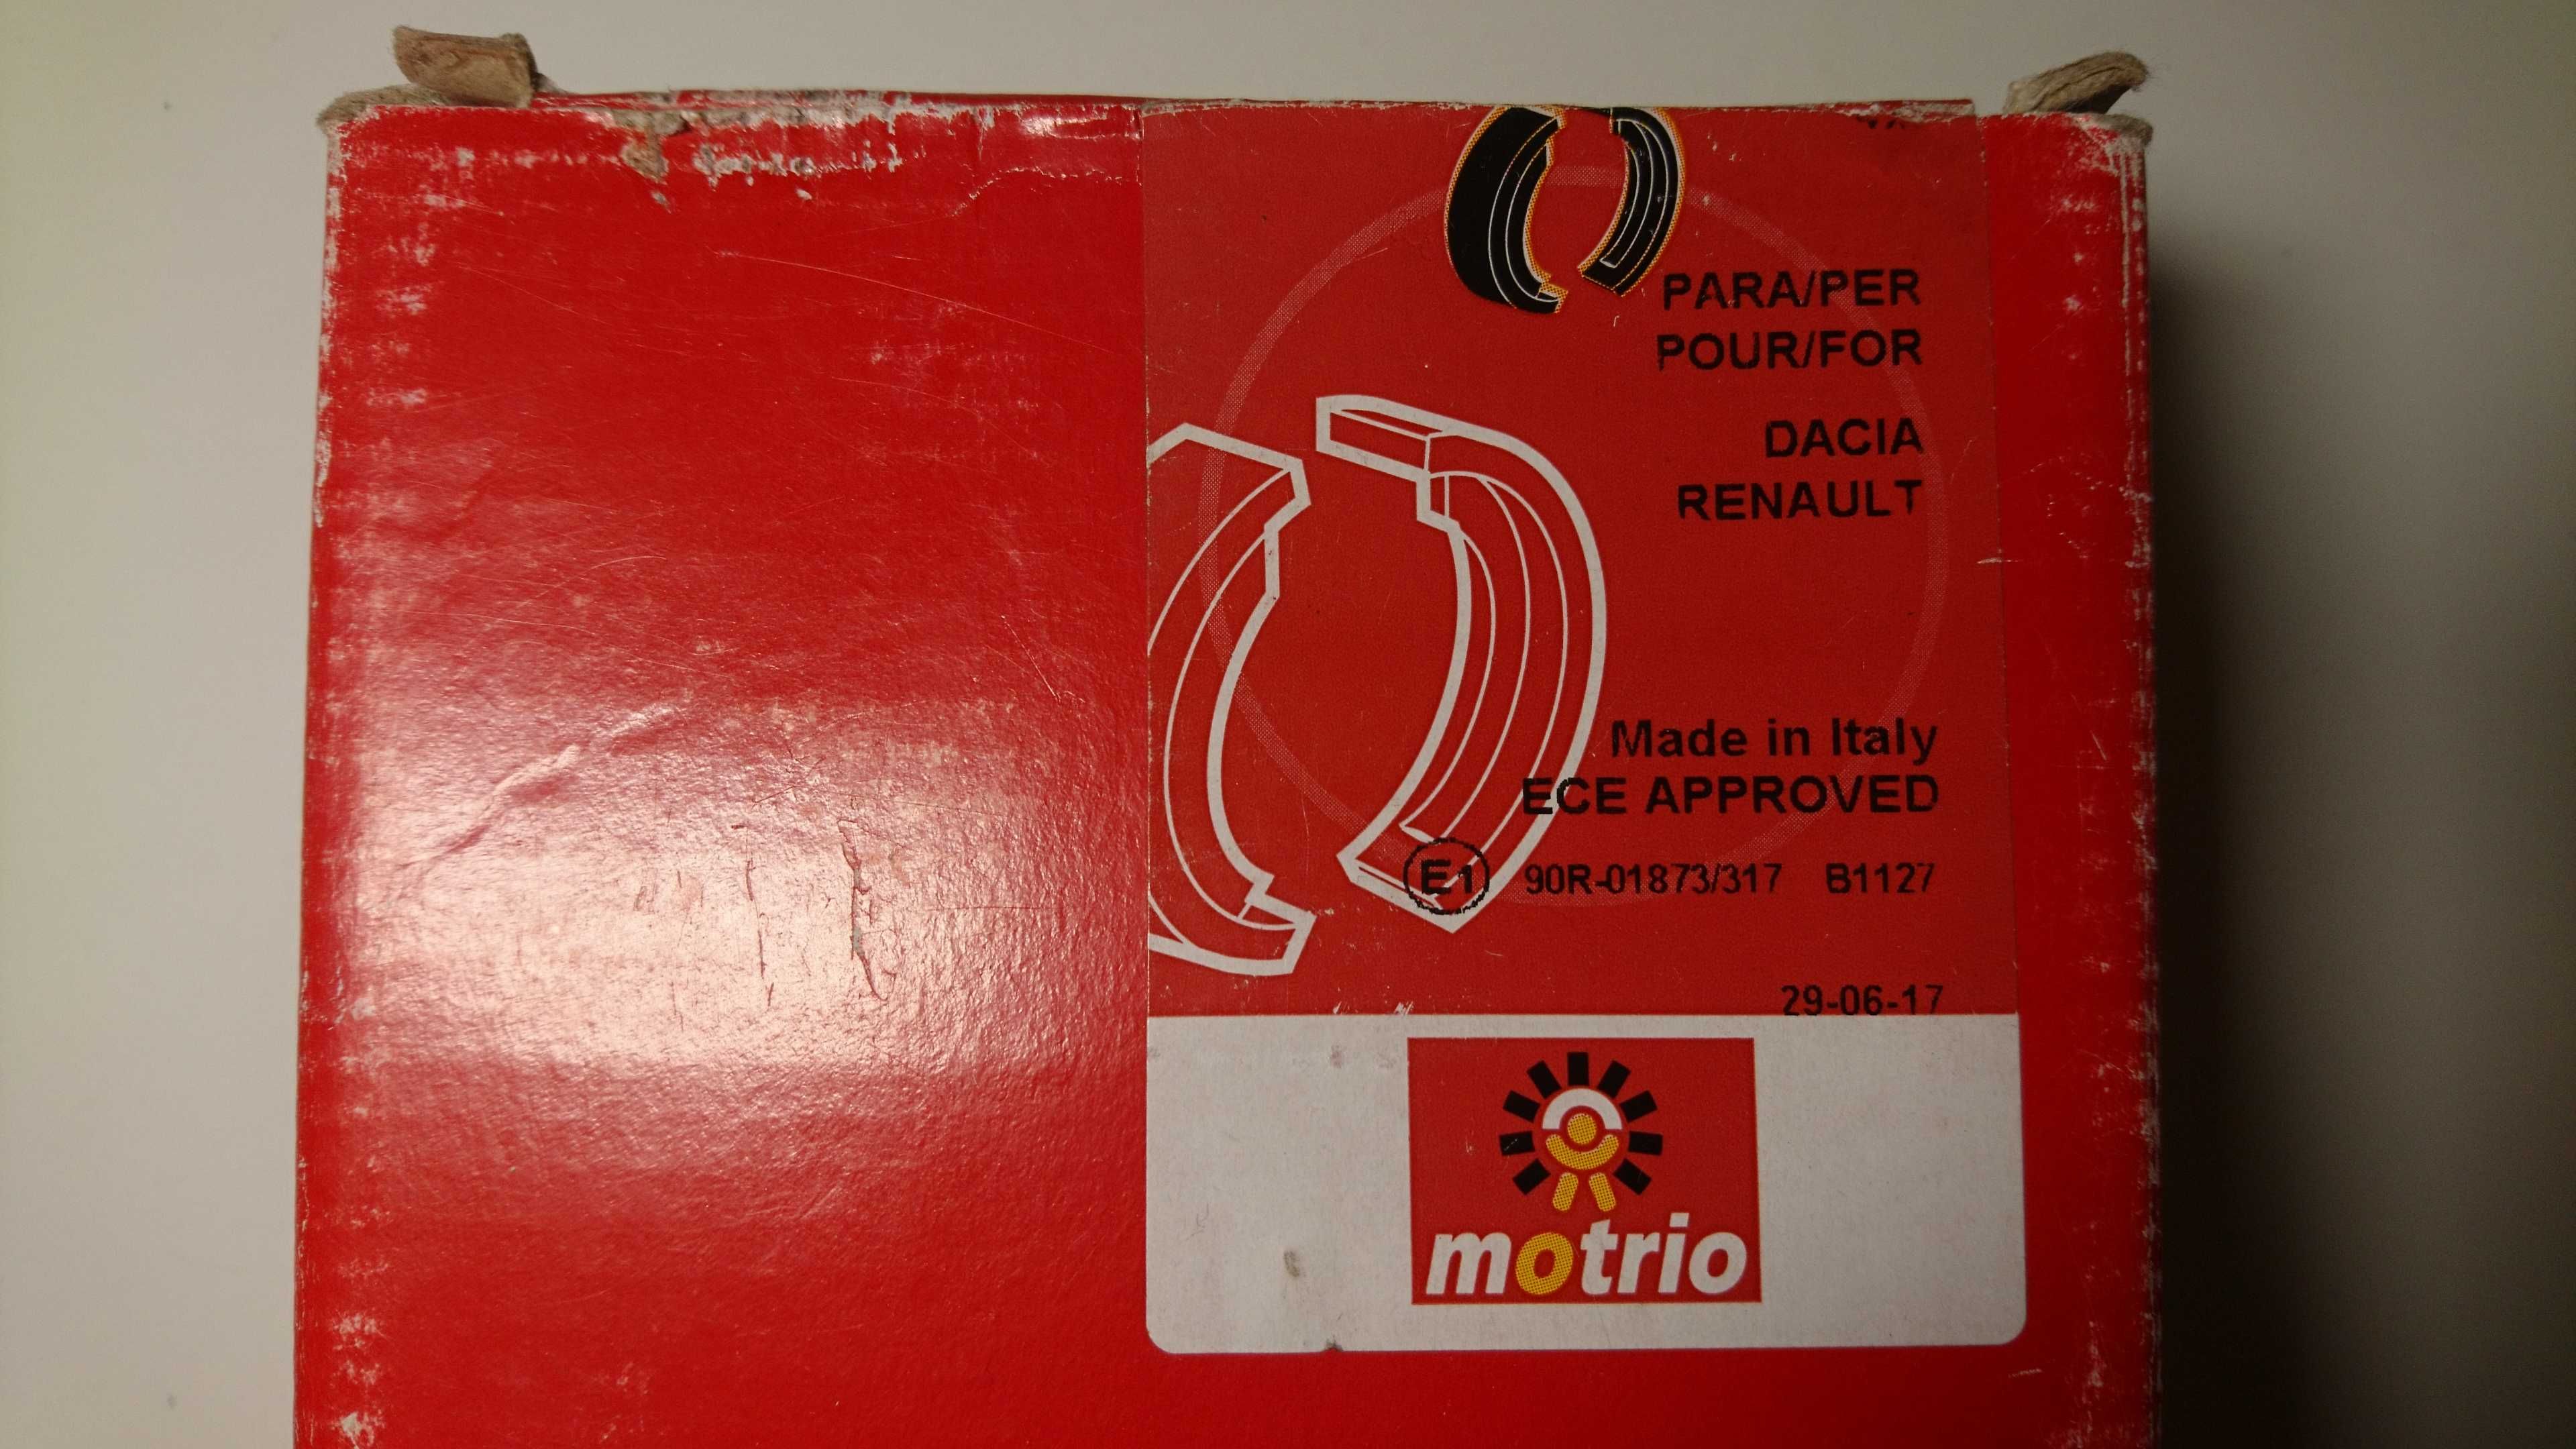 PARA/PER
POUR/FOR
DACIA
RENAULT
Made in Italy
ECE APPROVED
E1 90R-01873/317 B1127
29-06-17
motrio